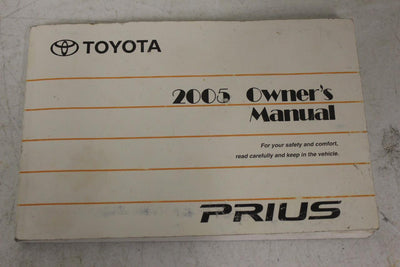 TOYOTA
2005 Owner's
Manual
For your safety and comfort,
read carefully and keep in the vehicle.
PRIUS